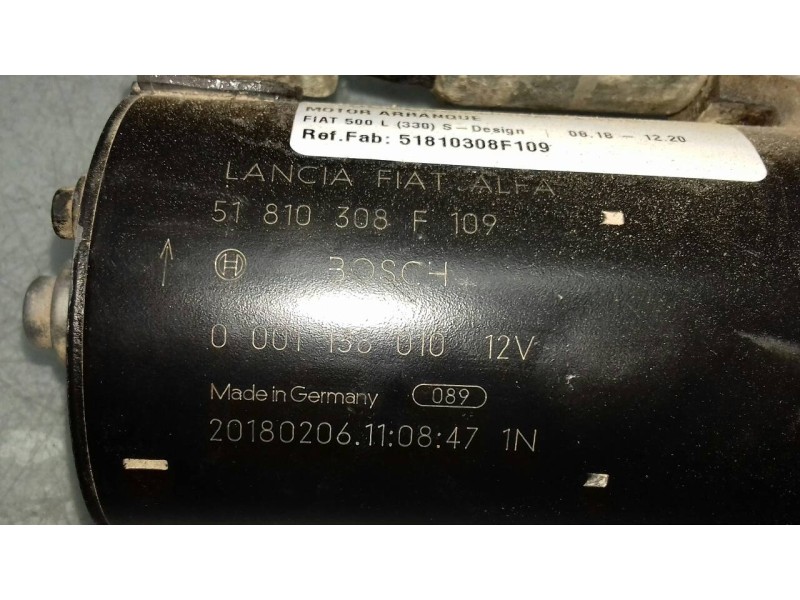 MOTOR ARRANQUE
FIAT 500 L (330) S - Design | 06.18 - 12.20
Ref.Fab: 51810308F109
LANCIA FIAT ALFA
51 810 308 F 109
BOSCH
0 001 138 010 12V
Made in Germany 089
20180206.11:08:47 1N